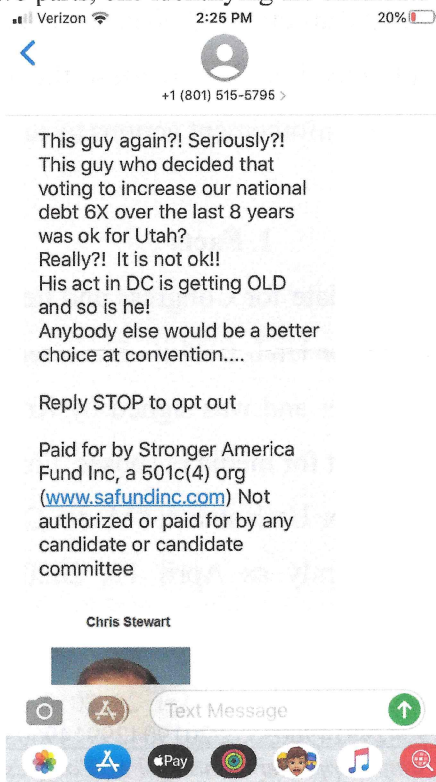 Verizon 2:25 PM 20%
+1 (801) 515-5795 >
This guy again?! Seriously?!
This guy who decided that
voting to increase our national
debt 6X over the last 8 years
was ok for Utah?
Really?! It is not ok!!
His act in DC is getting OLD
and so is he!
Anybody else would be a better
choice at convention....
Reply STOP to opt out
Paid for by Stronger America
Fund Inc, a 501c(4) org
(www.safundinc.com) Not
authorized or paid for by any
candidate or candidate
committee
Chris Stewart
Text Message
Pay